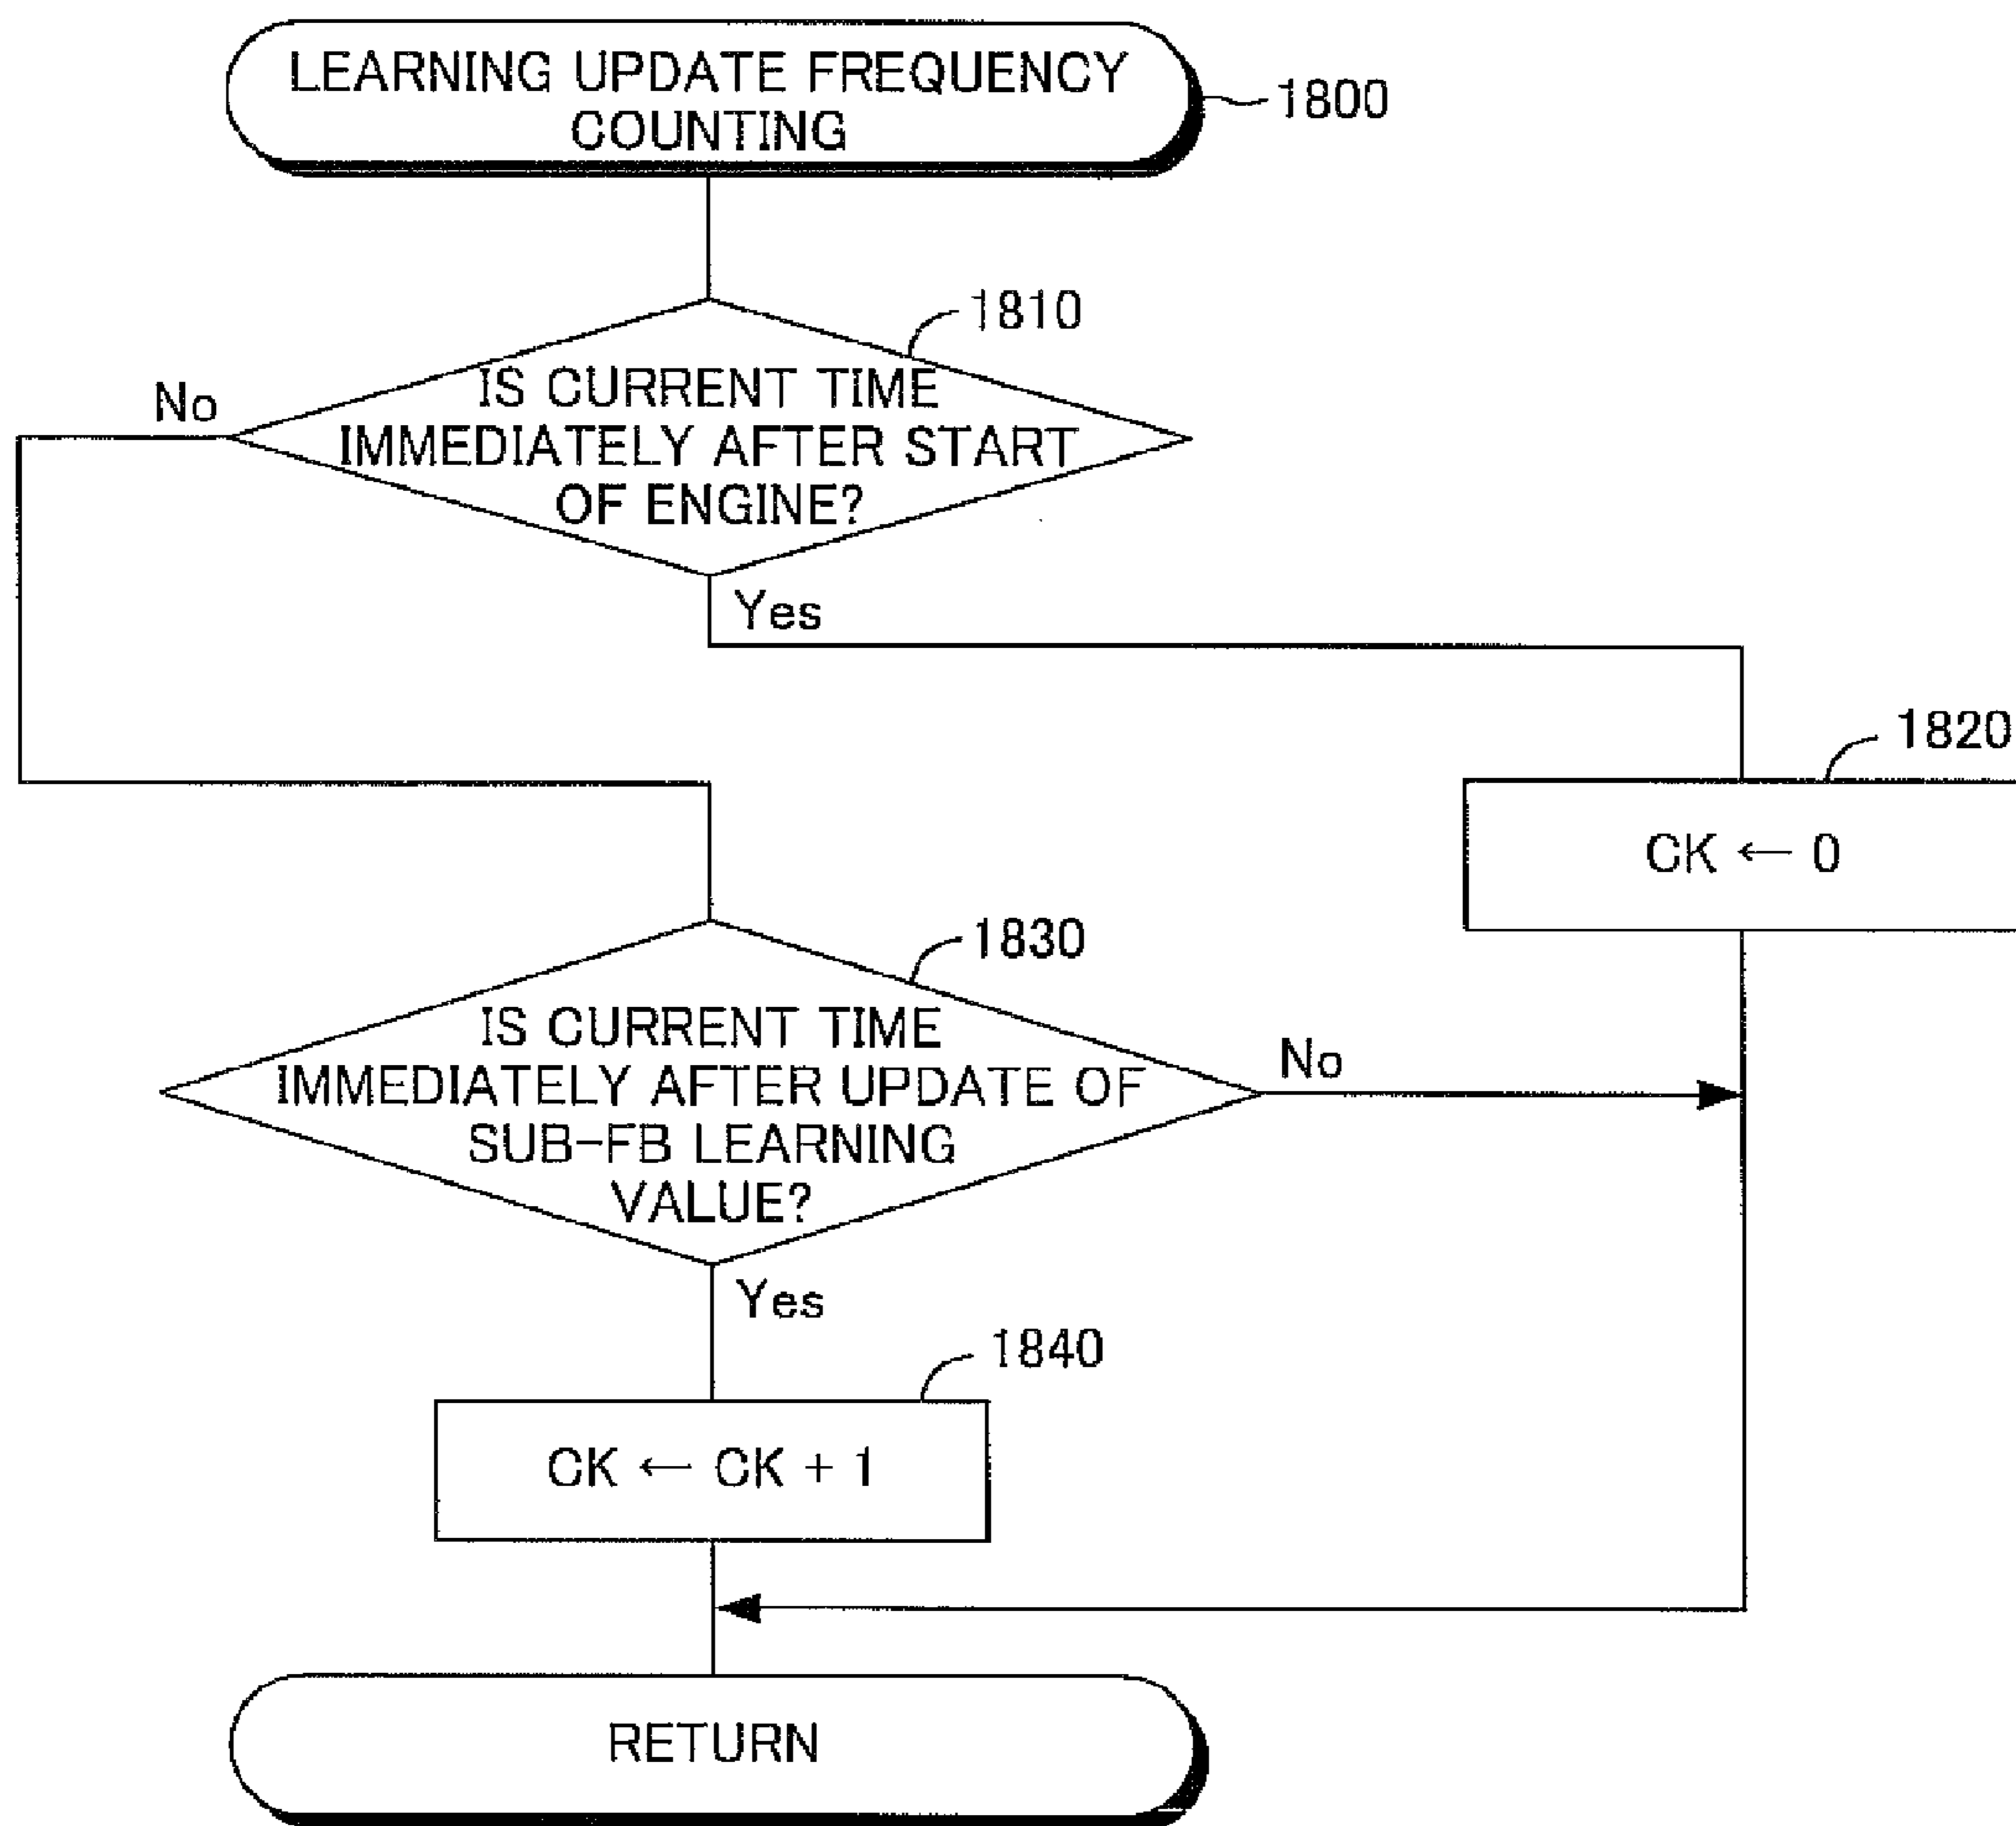 LEARNING UPDATE FREQUENCY
COUNTING
1800
1810
IS CURRENT TIME
IMMEDIATELY AFTER START
OF ENGINE?
No
Yes
1820
CK ← 0
1830
IS CURRENT TIME
IMMEDIATELY AFTER UPDATE OF
SUB-FB LEARNING
VALUE?
No
Yes
1840
CK ← CK + 1
RETURN